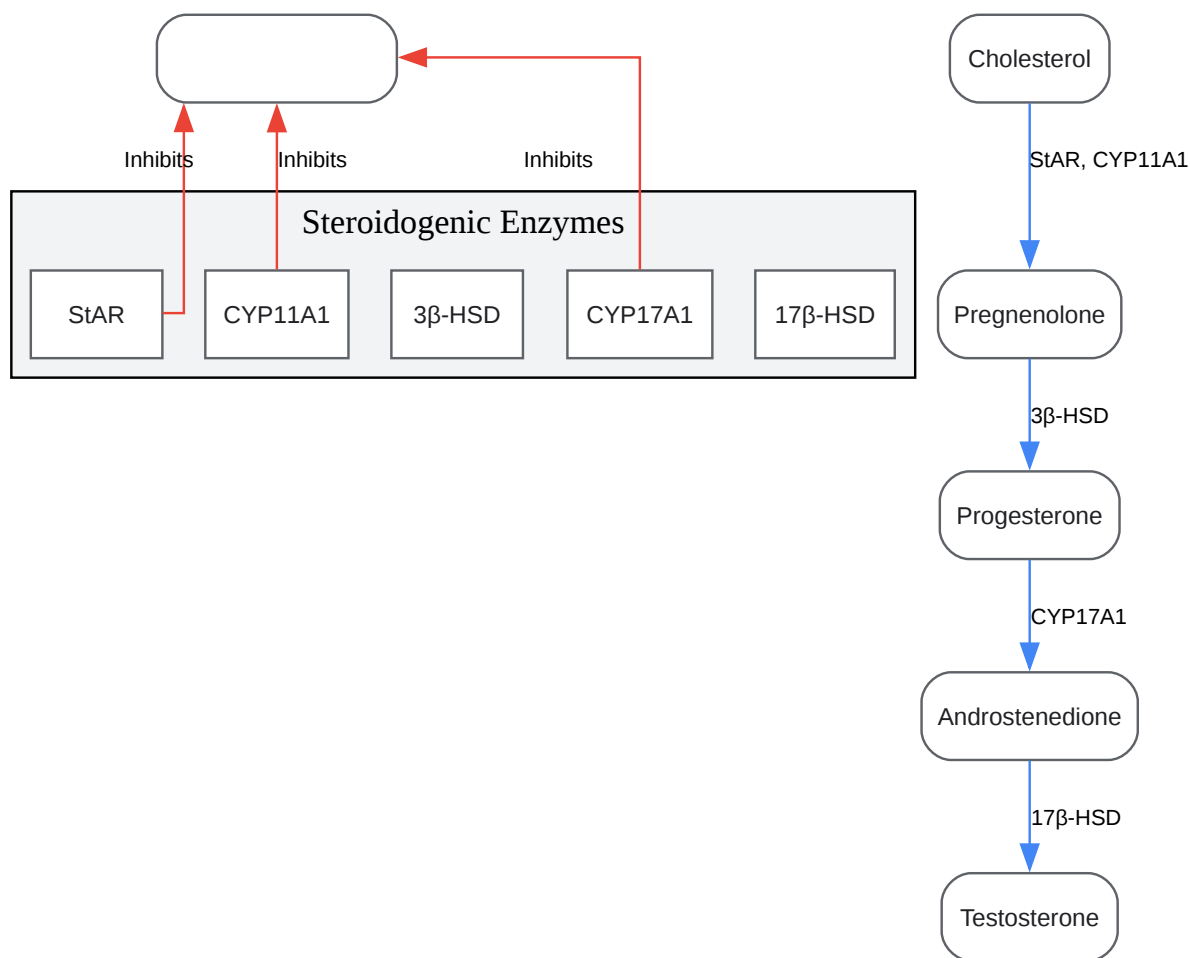 Cholesterol
Inhibits
Inhibits
Inhibits
StAR, CYP11A1
Steroidogenic Enzymes
StAR
CYP11A1
3β-HSD
CYP17A1
17β-HSD
Pregnenolone
3β-HSD
Progesterone
CYP17A1
Androstenedione
17β-HSD
Testosterone